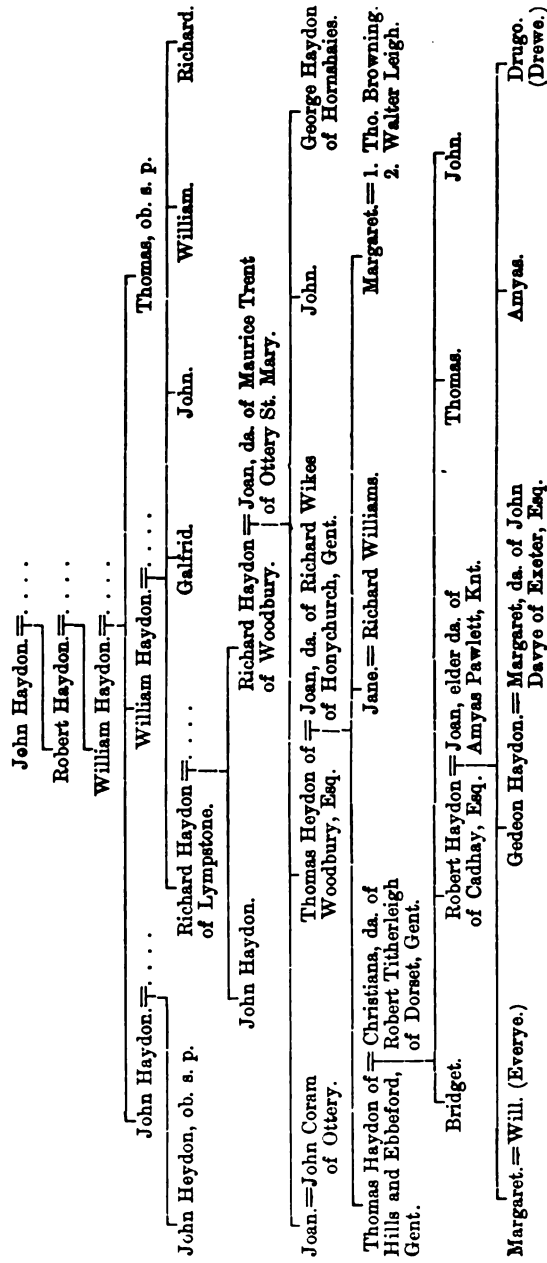 John Haydon.=. . . .
Robert Haydon.=. . . .
William Haydon.=. . . .
John Haydon.=. . . . William Haydon.=. . . . Thomas, ob. s. p.
John Heydon, ob. s. p. Richard Haydon=. . . . Galfrid. John. William. Richard.
of Lympstone.
John Haydon. Richard Haydon=Joan, da. of Maurice Trent
of Woodbury. of Ottery St. Mary.
Joan.=John Coram Thomas Heydon of=Joan, da. of Richard Wikes John. George Haydon
of Ottery. Woodbury, Esq. of Honychurch, Gent. of Hornshaies.
Thomas Haydon of=Christiana, da. of Jane.=Richard Williams. Margaret.=1. Tho. Browning.
Hills and Ebbeford, Robert Titherleigh 2. Walter Leigh.
Gent. of Dorset, Gent.
Bridget. Robert Haydon=Joan, elder da. of Thomas. John.
of Cadhay, Esq. Amyas Pawlett, Knt.
Margaret.=Will. (Everye.) Gedeon Haydon.=Margaret, da. of John Amyas. Drugo.
Davye of Exeter, Esq. (Drewe.)